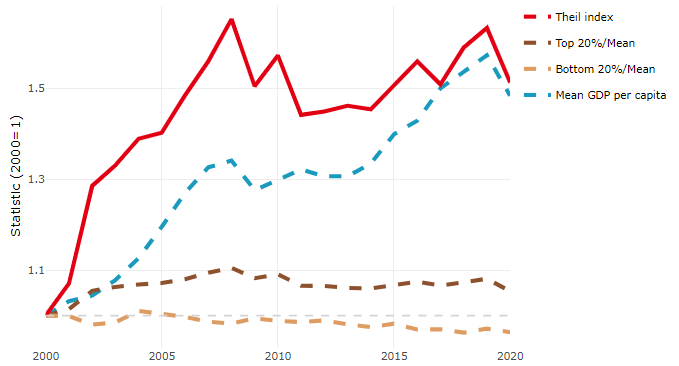 Theil index
Top 20%/Mean
Bottom 20%/Mean
Mean GDP per capita
Statistic (2000= 1)
1.5
1.3
1.1
2000
2005
2010
2015
2020